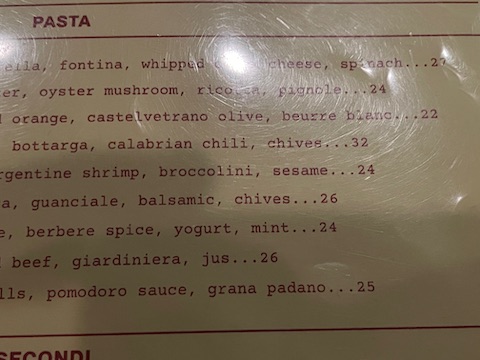 PASTA
ella, fontina, whipped cheese, spinach...27
er, oyster mushroom, ricotta, pignole...24
d orange, castelvetrano olive, beurre blanc...22
bottarga, calabrian chili, chives...32
rgentine shrimp, broccolini, sesame...24
a, guanciale, balsamic, chives...26
e, berbere spice, yogurt, mint...24
d beef, giardiniera, jus...26
lls, pomodoro sauce, grana padano...25
SECONDI